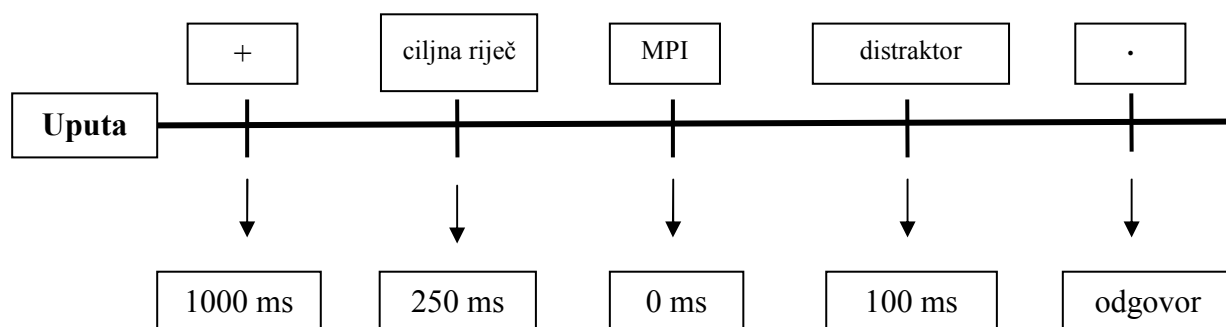 +
ciljna riječ
MPI
distraktor
.
Uputa
1000 ms
250 ms
0 ms
100 ms
odgovor